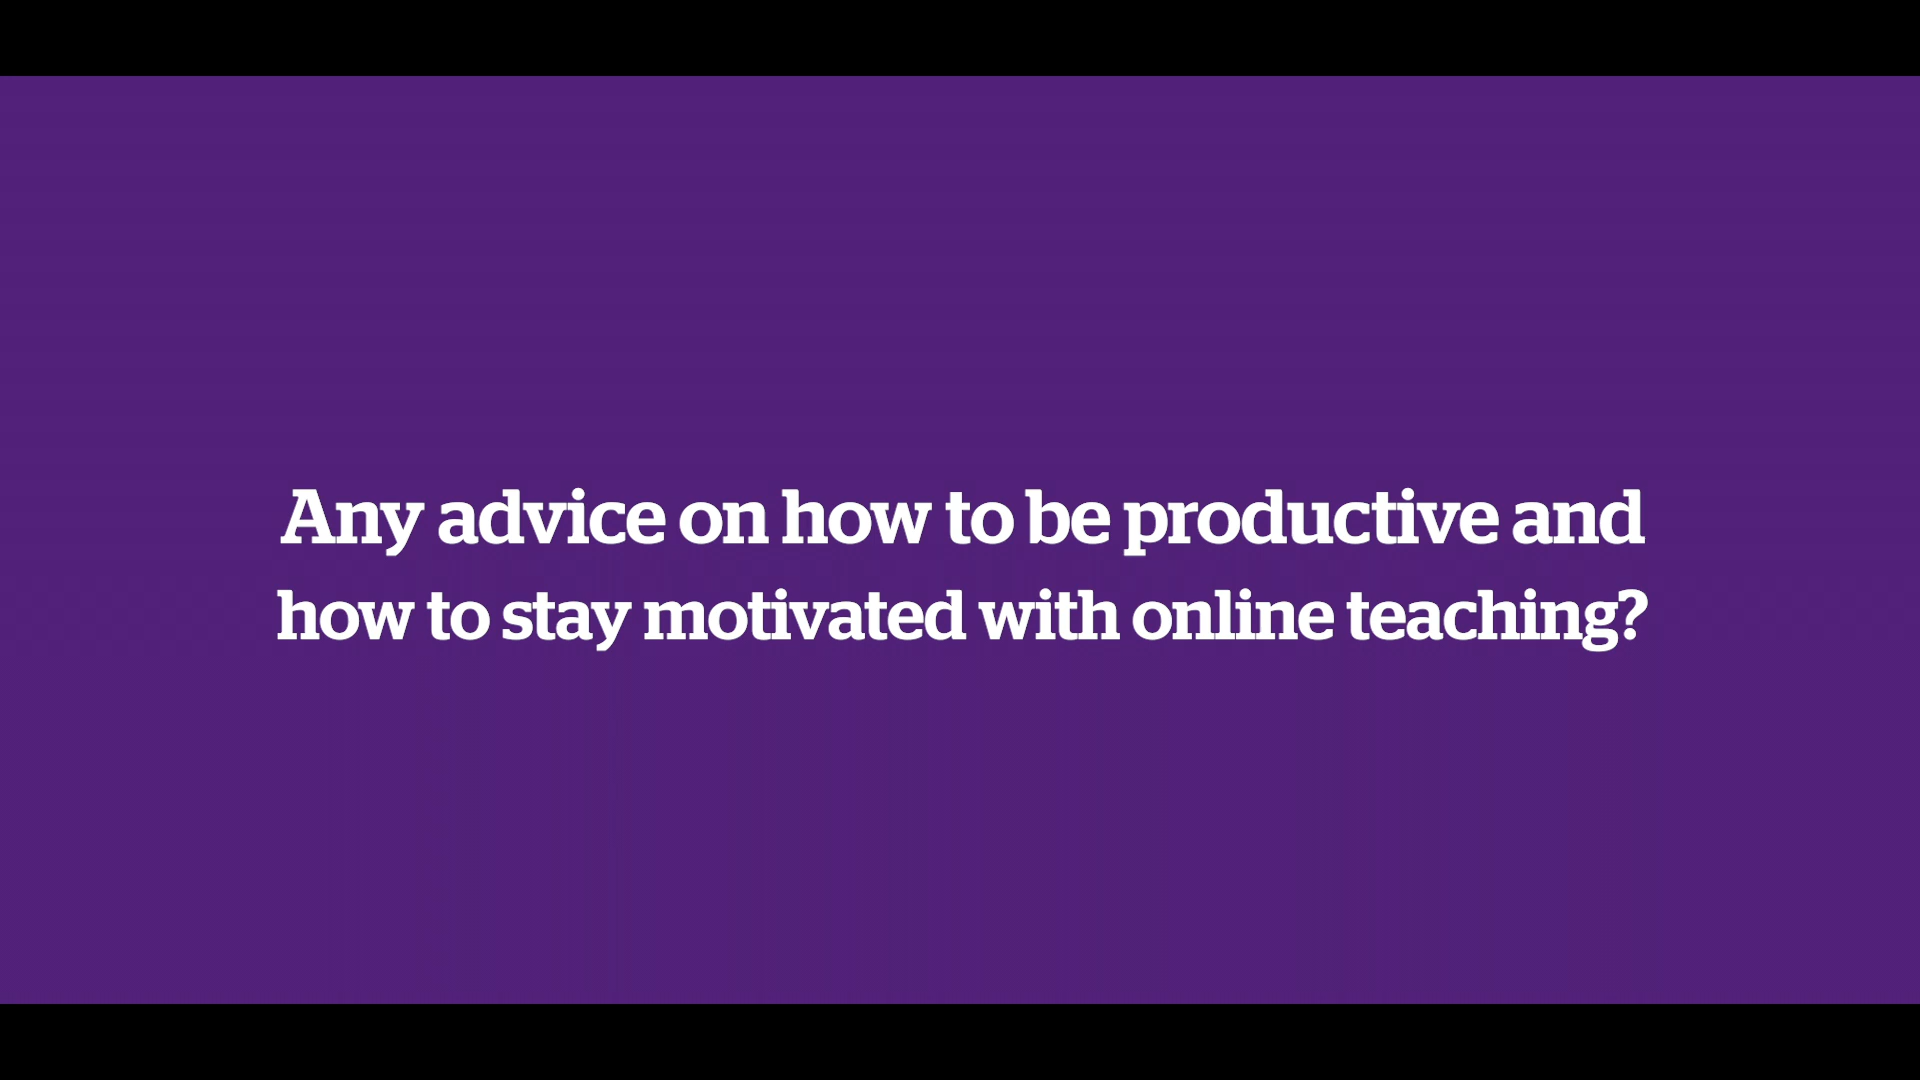 Any advice on how to be productive and
how to stay motivated with online teaching?